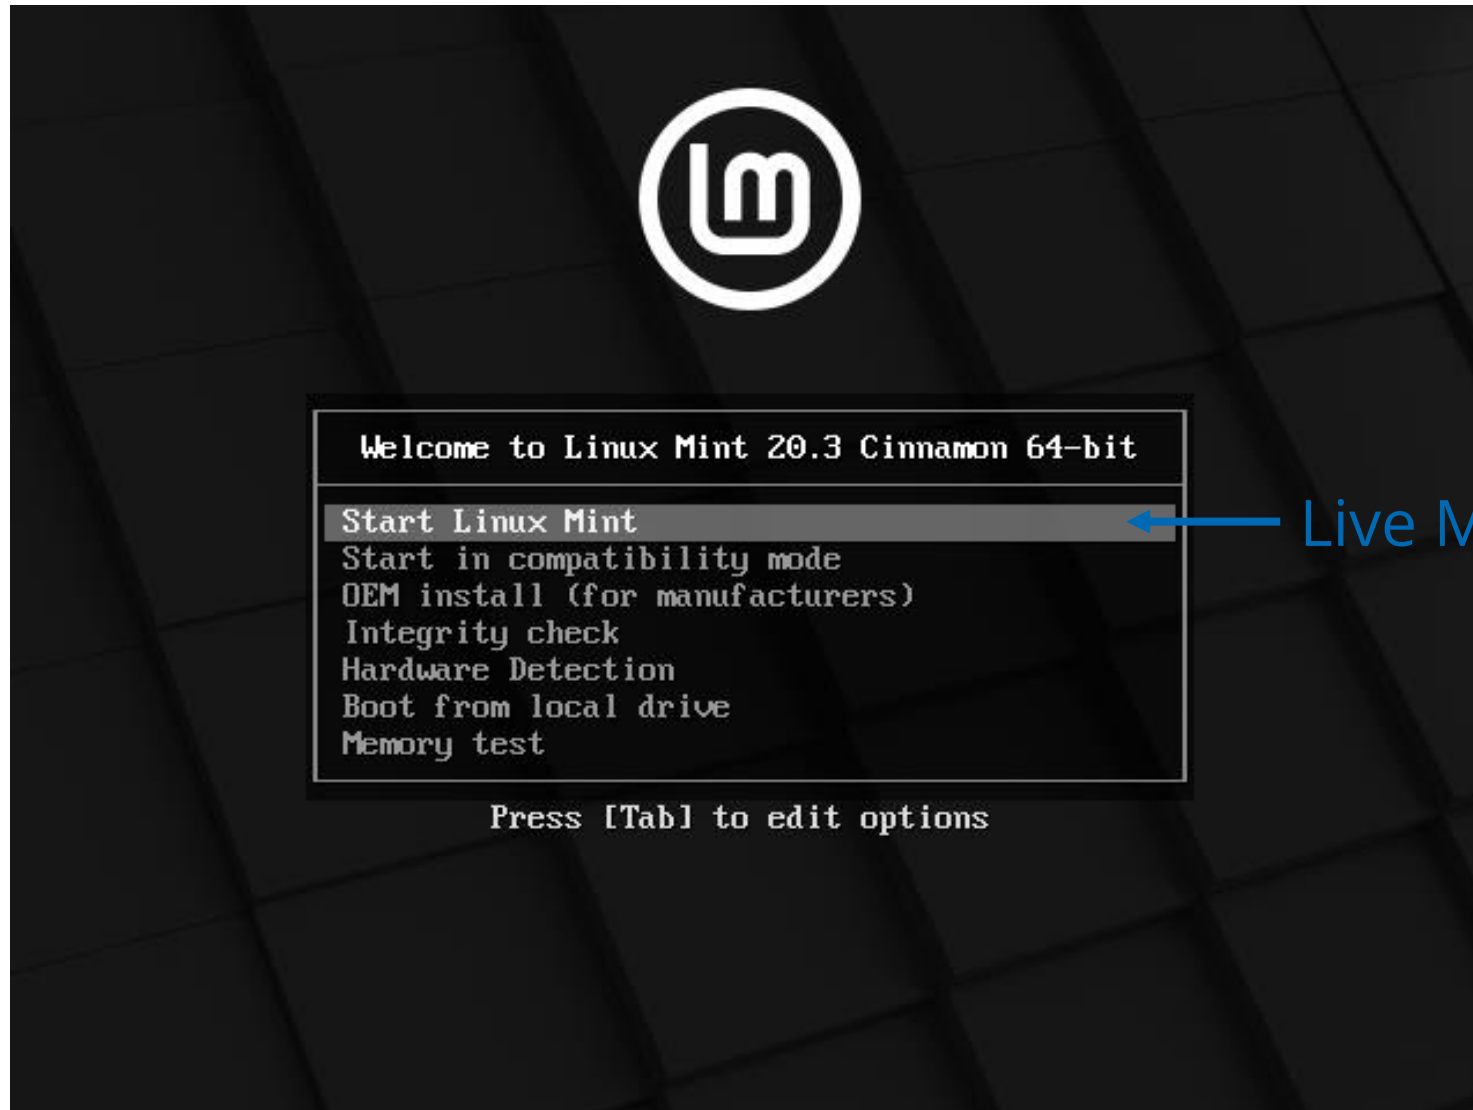 Welcome to Linux Mint 20.3 Cinnamon 64-bit
Start Linux Mint
Start in compatibility mode
OEM install (for manufacturers)
Integrity check
Hardware Detection
Boot from local drive
Memory test
Press [Tab] to edit options
Live